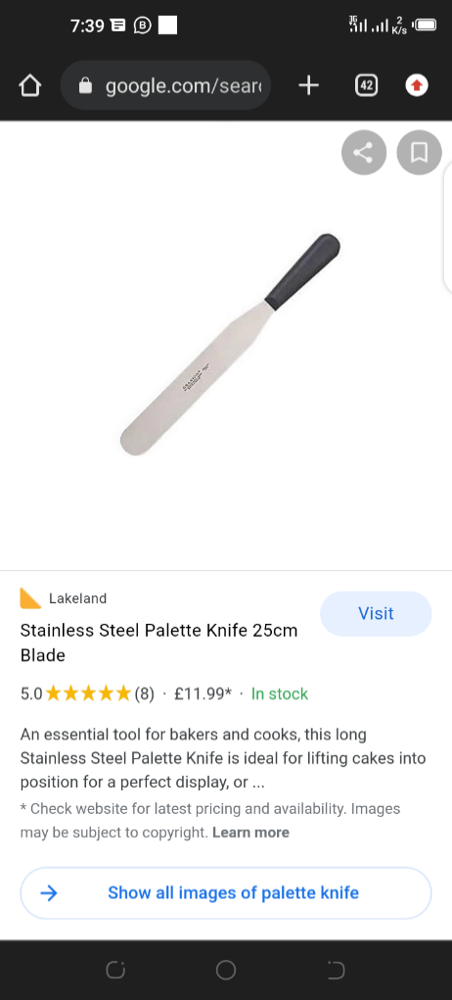 7:39
3G
2
K/s
google.com/sear
42
Lakeland
Visit
Stainless Steel Palette Knife 25cm
Blade
5.0 ★★★★★ (8) · £11.99* · In stock
An essential tool for bakers and cooks, this long
Stainless Steel Palette Knife is ideal for lifting cakes into
position for a perfect display, or ...
* Check website for latest pricing and availability. Images
may be subject to copyright. Learn more
Show all images of palette knife